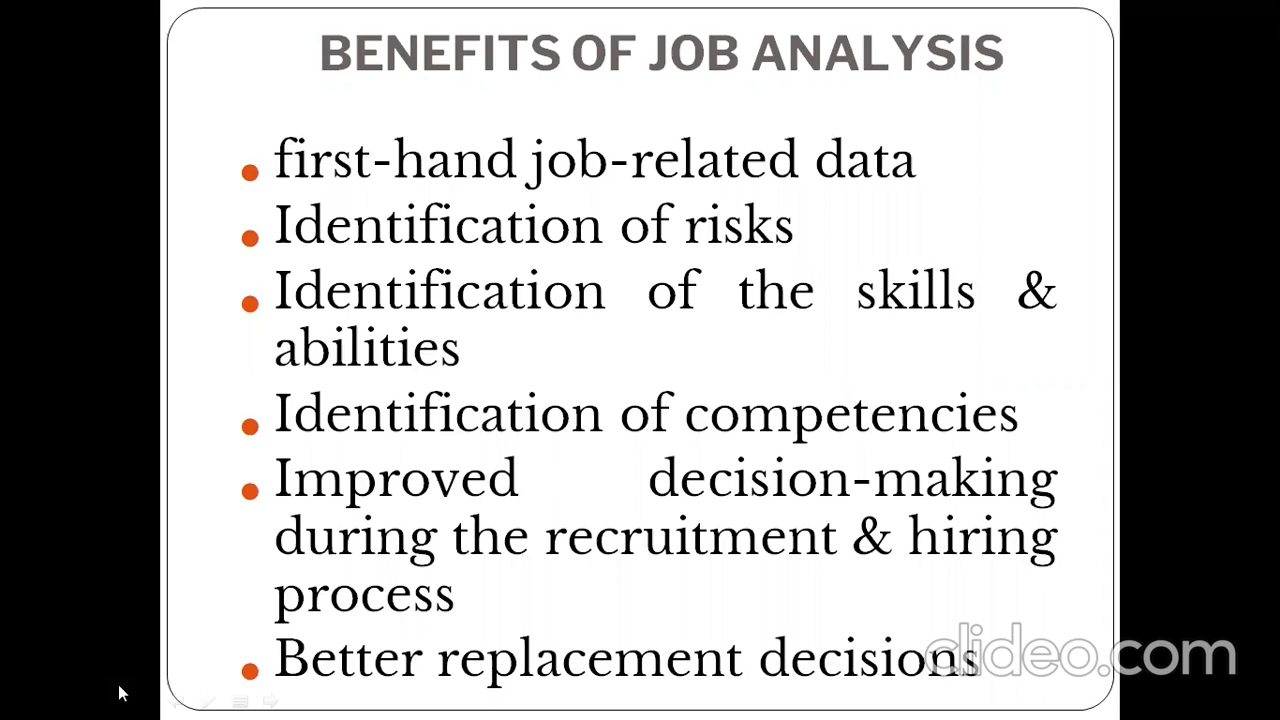 BENEFITS OF JOB ANALYSIS
first-hand job-related data
Identification of risks
Identification of the skills &
abilities
Identification of competencies
Improved decision-making
during the recruitment & hiring
process
Better replacement decisions
clideo.com